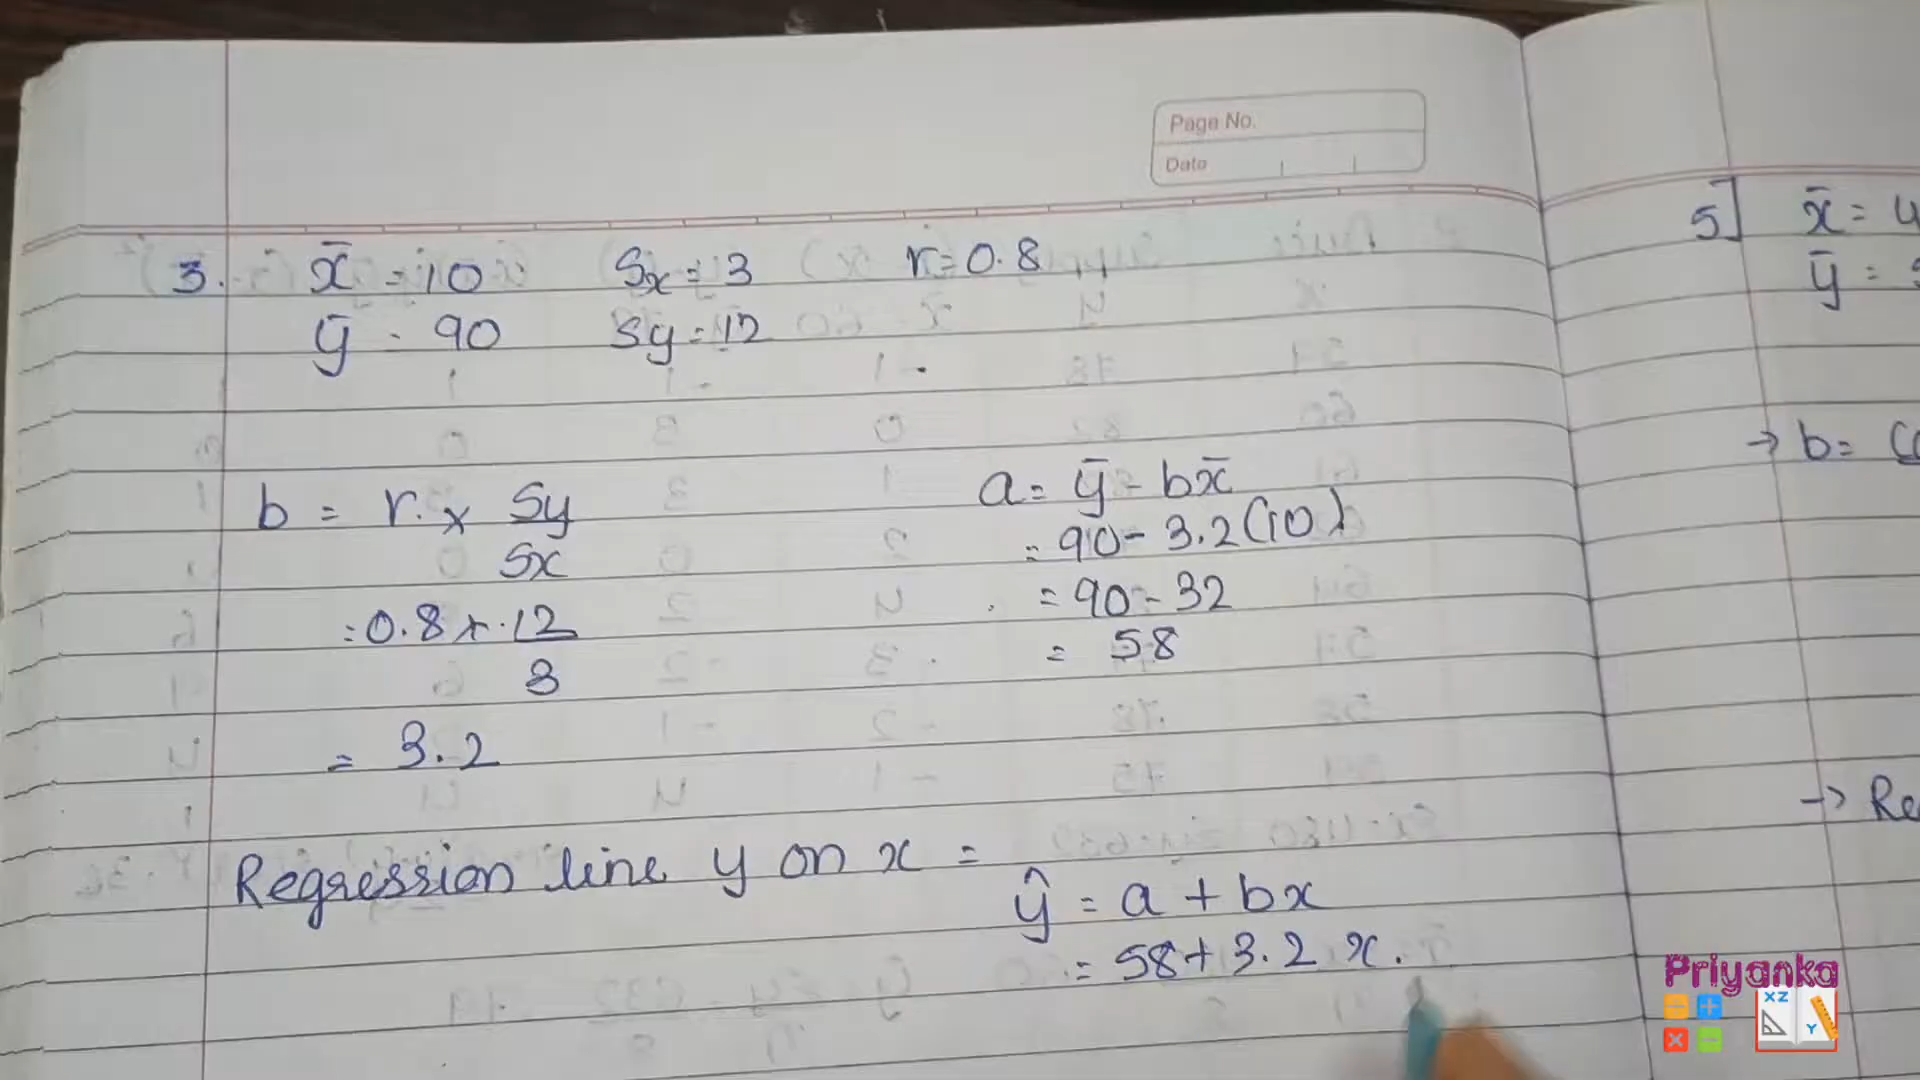 Page No.
Date
3. x̄ = 10 Sx = 3 r = 0.8
ȳ = 90 Sy = 12
b = r. × Sy
Sx
= 0.8 × 12
3
= 3.2
a = ȳ - bx̄
= 90 - 3.2(10)
= 90 - 32
= 58
Regression line y on x =
ŷ = a + bx
= 58 + 3.2 x.
5] x̄ = 4
ȳ =
→ b =
→ Re
Priyanka
XZ
Y